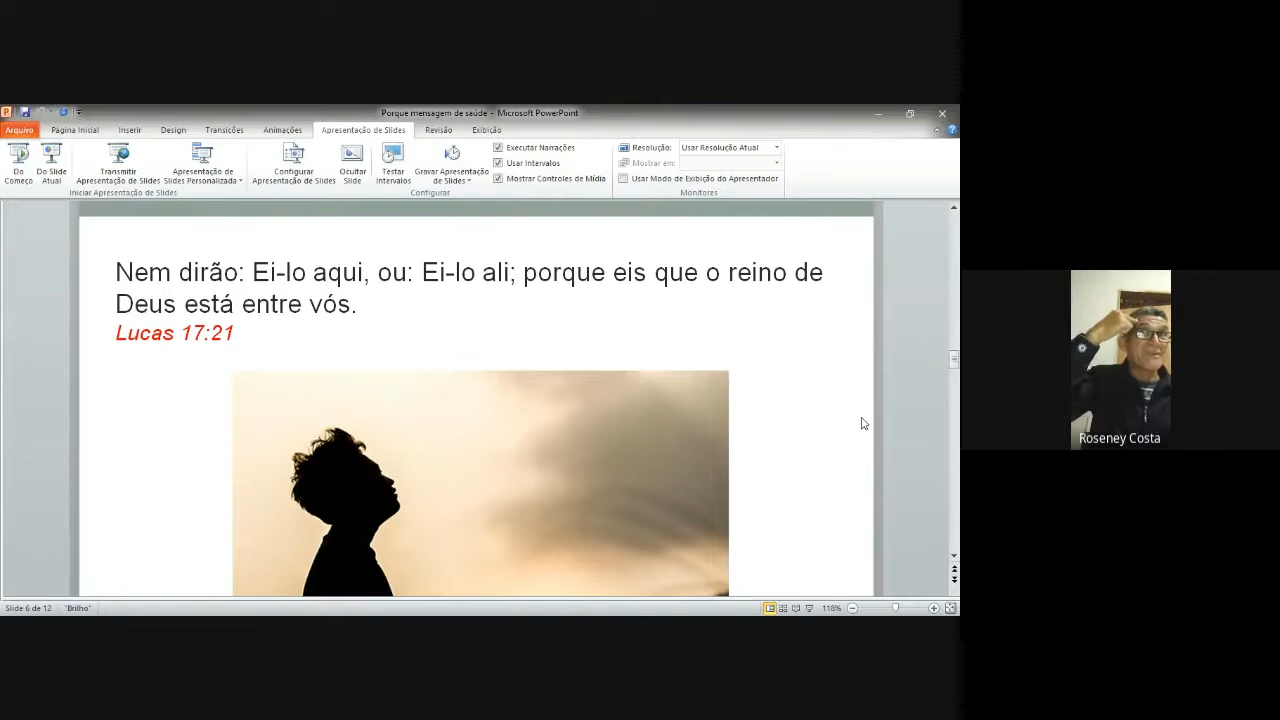 Porque mensagem de saúde - Microsoft PowerPoint
Arquivo Página Inicial Inserir Design Transições Animações Apresentação de Slides Revisão Exibição
Do Começo
Do Slide Atual
Transmitir Apresentação de Slides
Apresentação de Slides Personalizada
Iniciar Apresentação de Slides
Configurar Apresentação de Slides
Ocultar Slide
Testar Intervalos
Gravar Apresentação de Slides
Executar Narrações
Usar Intervalos
Mostrar Controles de Mídia
Configurar
Resolução: Usar Resolução Atual
Mostrar em:
Usar Modo de Exibição do Apresentador
Monitores
Nem dirão: Ei-lo aqui, ou: Ei-lo ali; porque eis que o reino de
Deus está entre vós.
Lucas 17:21
Roseney Costa
Slide 6 de 12 "Brilho" 118%